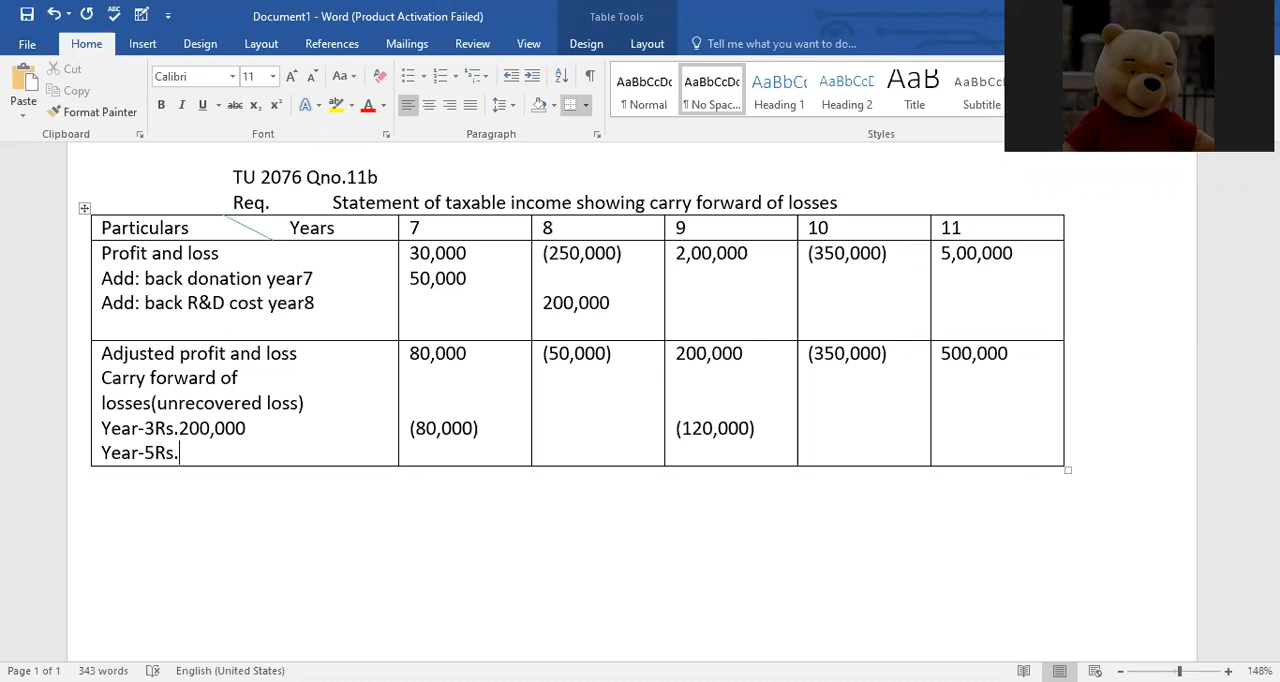 Document1 - Word (Product Activation Failed)
Table Tools
File Home Insert Design Layout References Mailings Review View Design Layout Tell me what you want to do...
Cut
Copy
Format Painter
Paste
Clipboard
Calibri 11
Aa
B I U abc x₂ x²
Font
Paragraph
AaBbCcDc AaBbCcDc AaBbC( AaBbCcD AaB AaBbCcD
¶ Normal ¶ No Spac... Heading 1 Heading 2 Title Subtitle
Styles
TU 2076 Qno.11b
Req. Statement of taxable income showing carry forward of losses
Particulars Years 7 8 9 10 11
Profit and loss 30,000 (250,000) 2,00,000 (350,000) 5,00,000
Add: back donation year7 50,000
Add: back R&D cost year8 200,000
Adjusted profit and loss 80,000 (50,000) 200,000 (350,000) 500,000
Carry forward of
losses(unrecovered loss)
Year-3Rs.200,000 (80,000) (120,000)
Year-5Rs.
Page 1 of 1 343 words English (United States) 148%